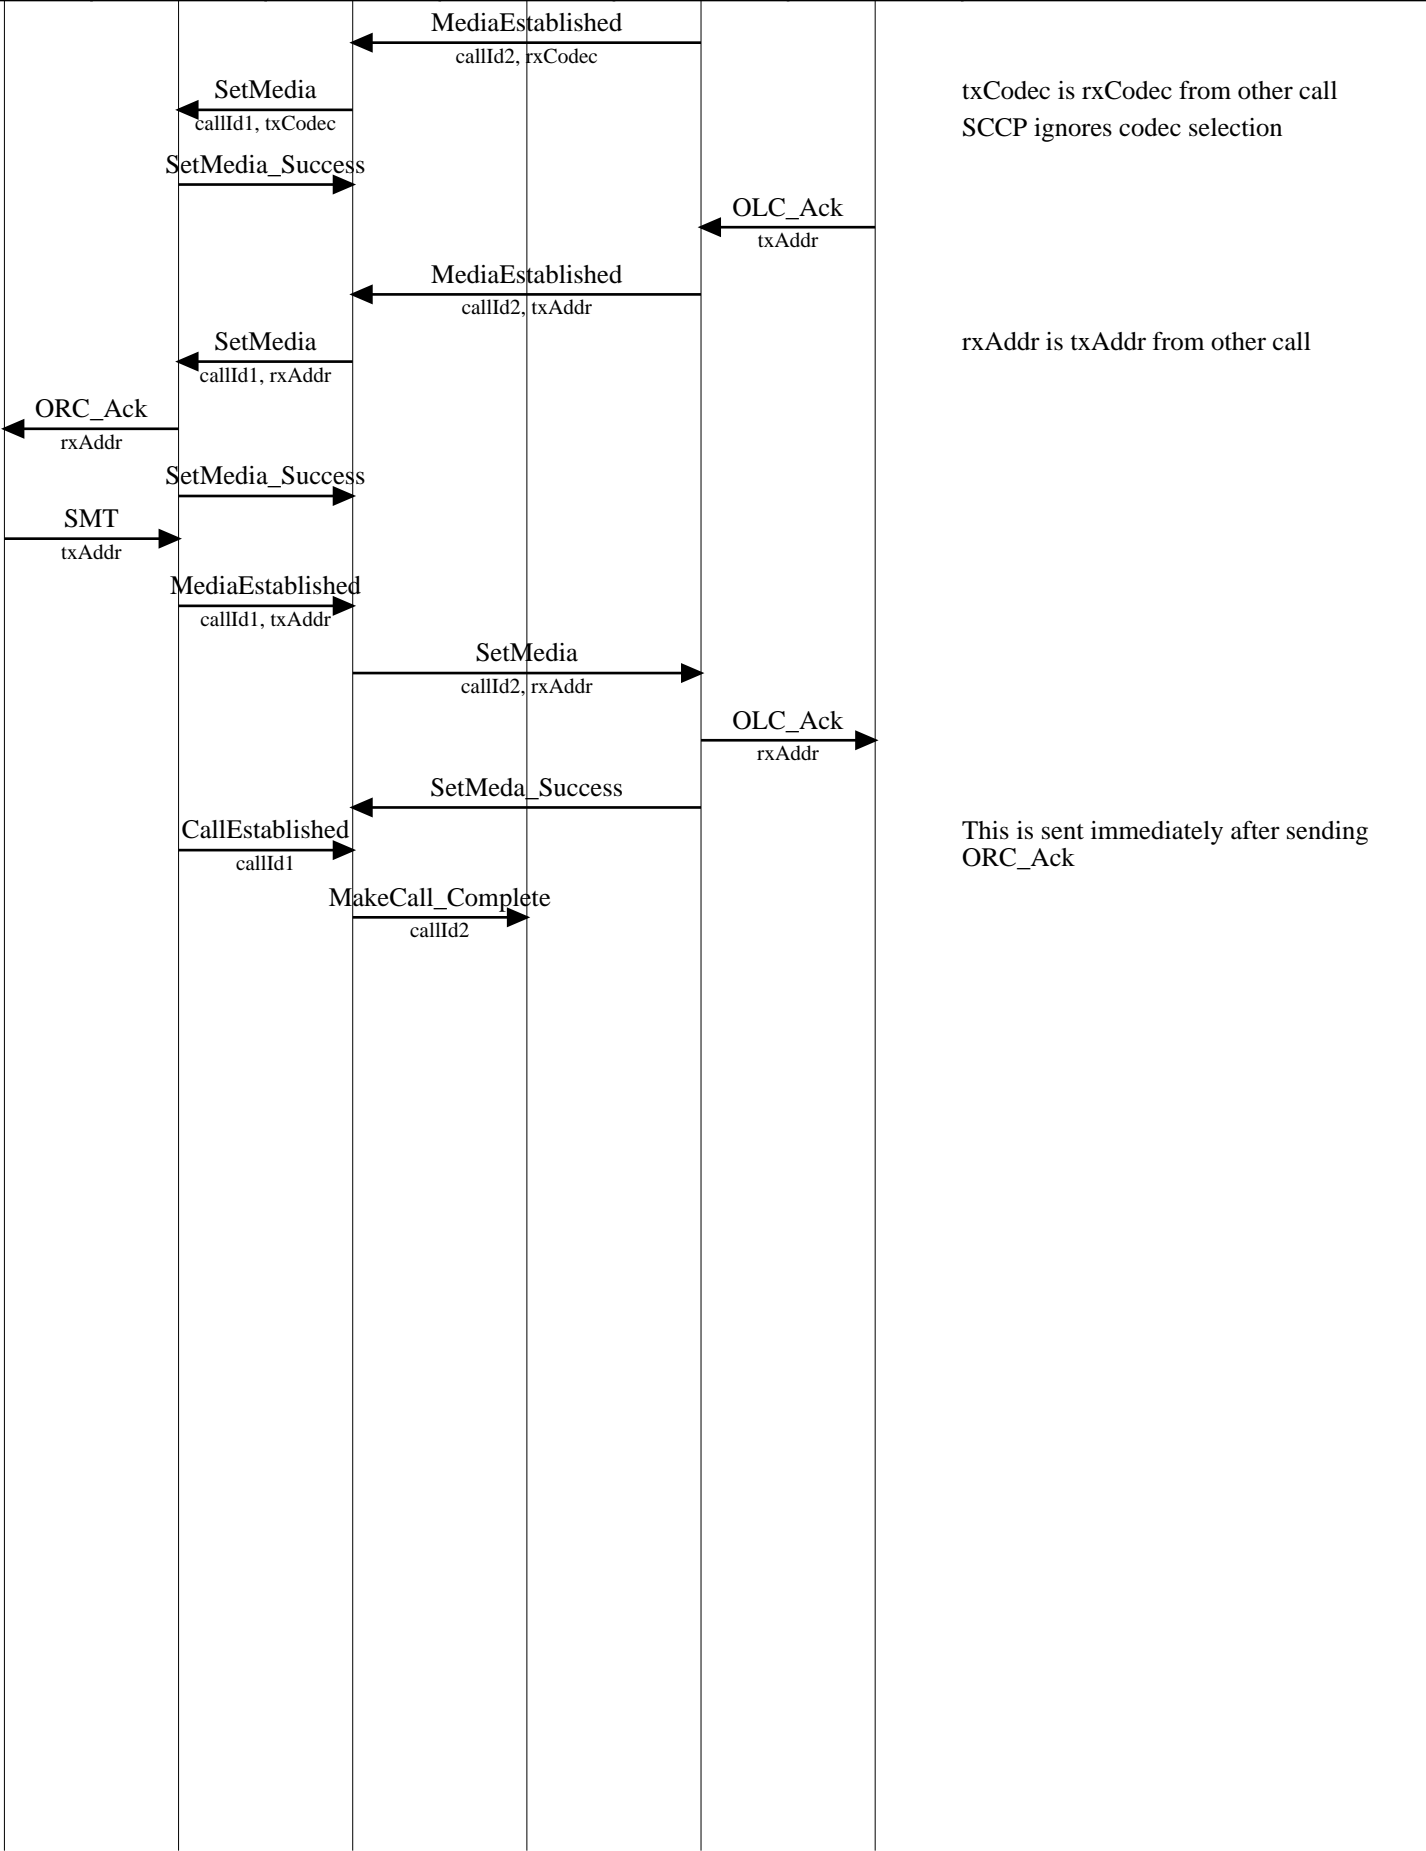 MediaEstablished
callId2, rxCodec
SetMedia
callId1, txCodec
txCodec is rxCodec from other call
SCCP ignores codec selection
SetMedia_Success
OLC_Ack
txAddr
MediaEstablished
callId2, txAddr
SetMedia
callId1, rxAddr
rxAddr is txAddr from other call
ORC_Ack
rxAddr
SetMedia_Success
SMT
txAddr
MediaEstablished
callId1, txAddr
SetMedia
callId2, rxAddr
OLC_Ack
rxAddr
SetMeda_Success
CallEstablished
callId1
This is sent immediately after sending
ORC_Ack
MakeCall_Complete
callId2